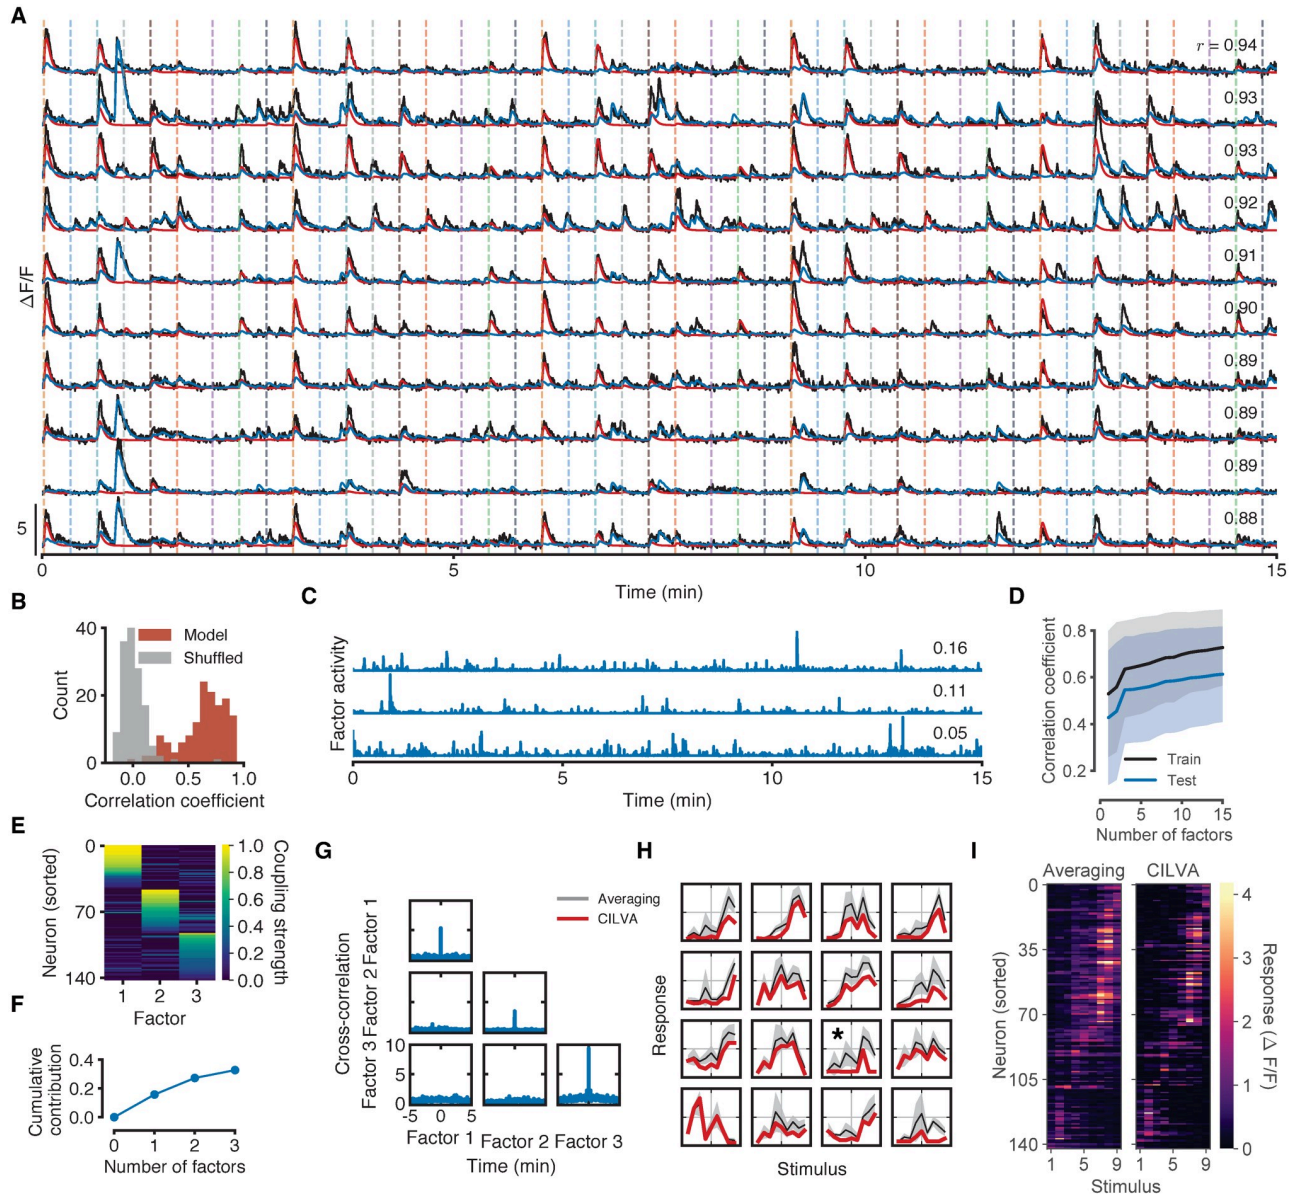 A
r = 0.94
0.93
0.93
0.92
0.91
0.90
0.89
0.89
0.89
0.88
ΔF/F
5
0 5 10 15
Time (min)
B
40
20
0
Count
Model
Shuffled
0.0 0.5 1.0
Correlation coefficient
C
Factor activity
0.16
0.11
0.05
0 5 10 15
Time (min)
D
Correlation coefficient
0.8
0.6
0.4
0.2
Train
Test
0 5 10 15
Number of factors
E
Neuron (sorted)
0
70
140
1 2 3
Factor
1.0
0.8
0.6
0.4
0.2
0.0
Coupling strength
F
Cumulative
contribution
0.4
0.2
0.0
0 1 2 3
Number of factors
G
Cross-correlation
Factor 1
Factor 2
Factor 3
10
5
0
-5 0 5
Factor 1 Factor 2 Factor 3
Time (min)
H
Averaging
CILVA
Response
*
Stimulus
I
Averaging CILVA
Neuron (sorted)
0
35
70
105
140
1 5 9 1 5 9
Stimulus
4
3
2
1
0
Response (Δ F/F)